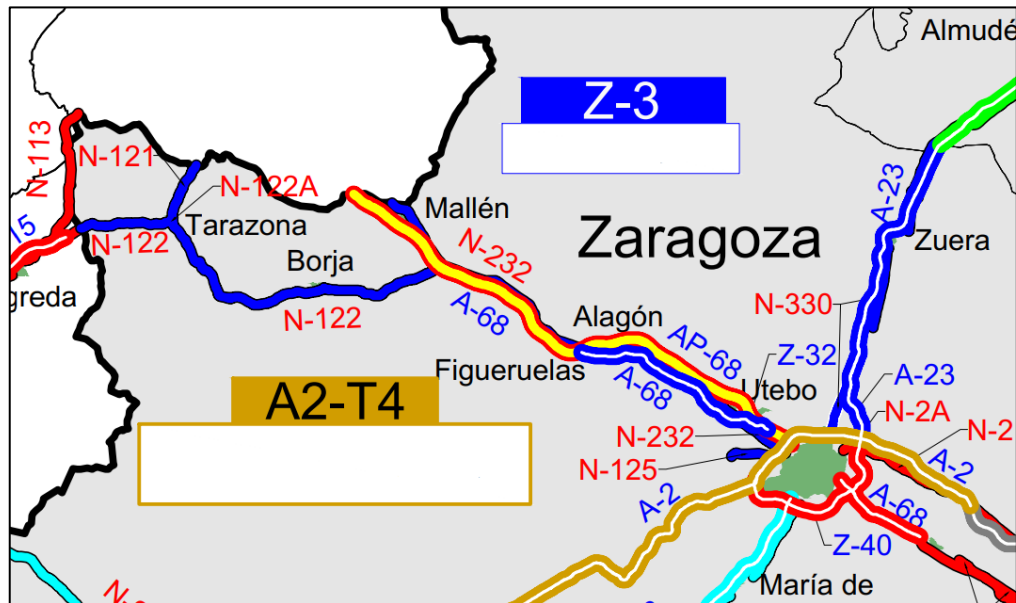 Almudé
Z-3
N-113
N-121
A-23
N-122A
Mallén
Tarazona
Zaragoza
15
N-122
Borja
N-232
Zuera
greda
N-122
A-68
Alagón
N-330
AP-68
Z-32
Figueruelas
A-68
A-23
Utebo
A2-T4
N-2A
N-232
N-2
N-125
A-2
A-2
A-68
Z-40
María de